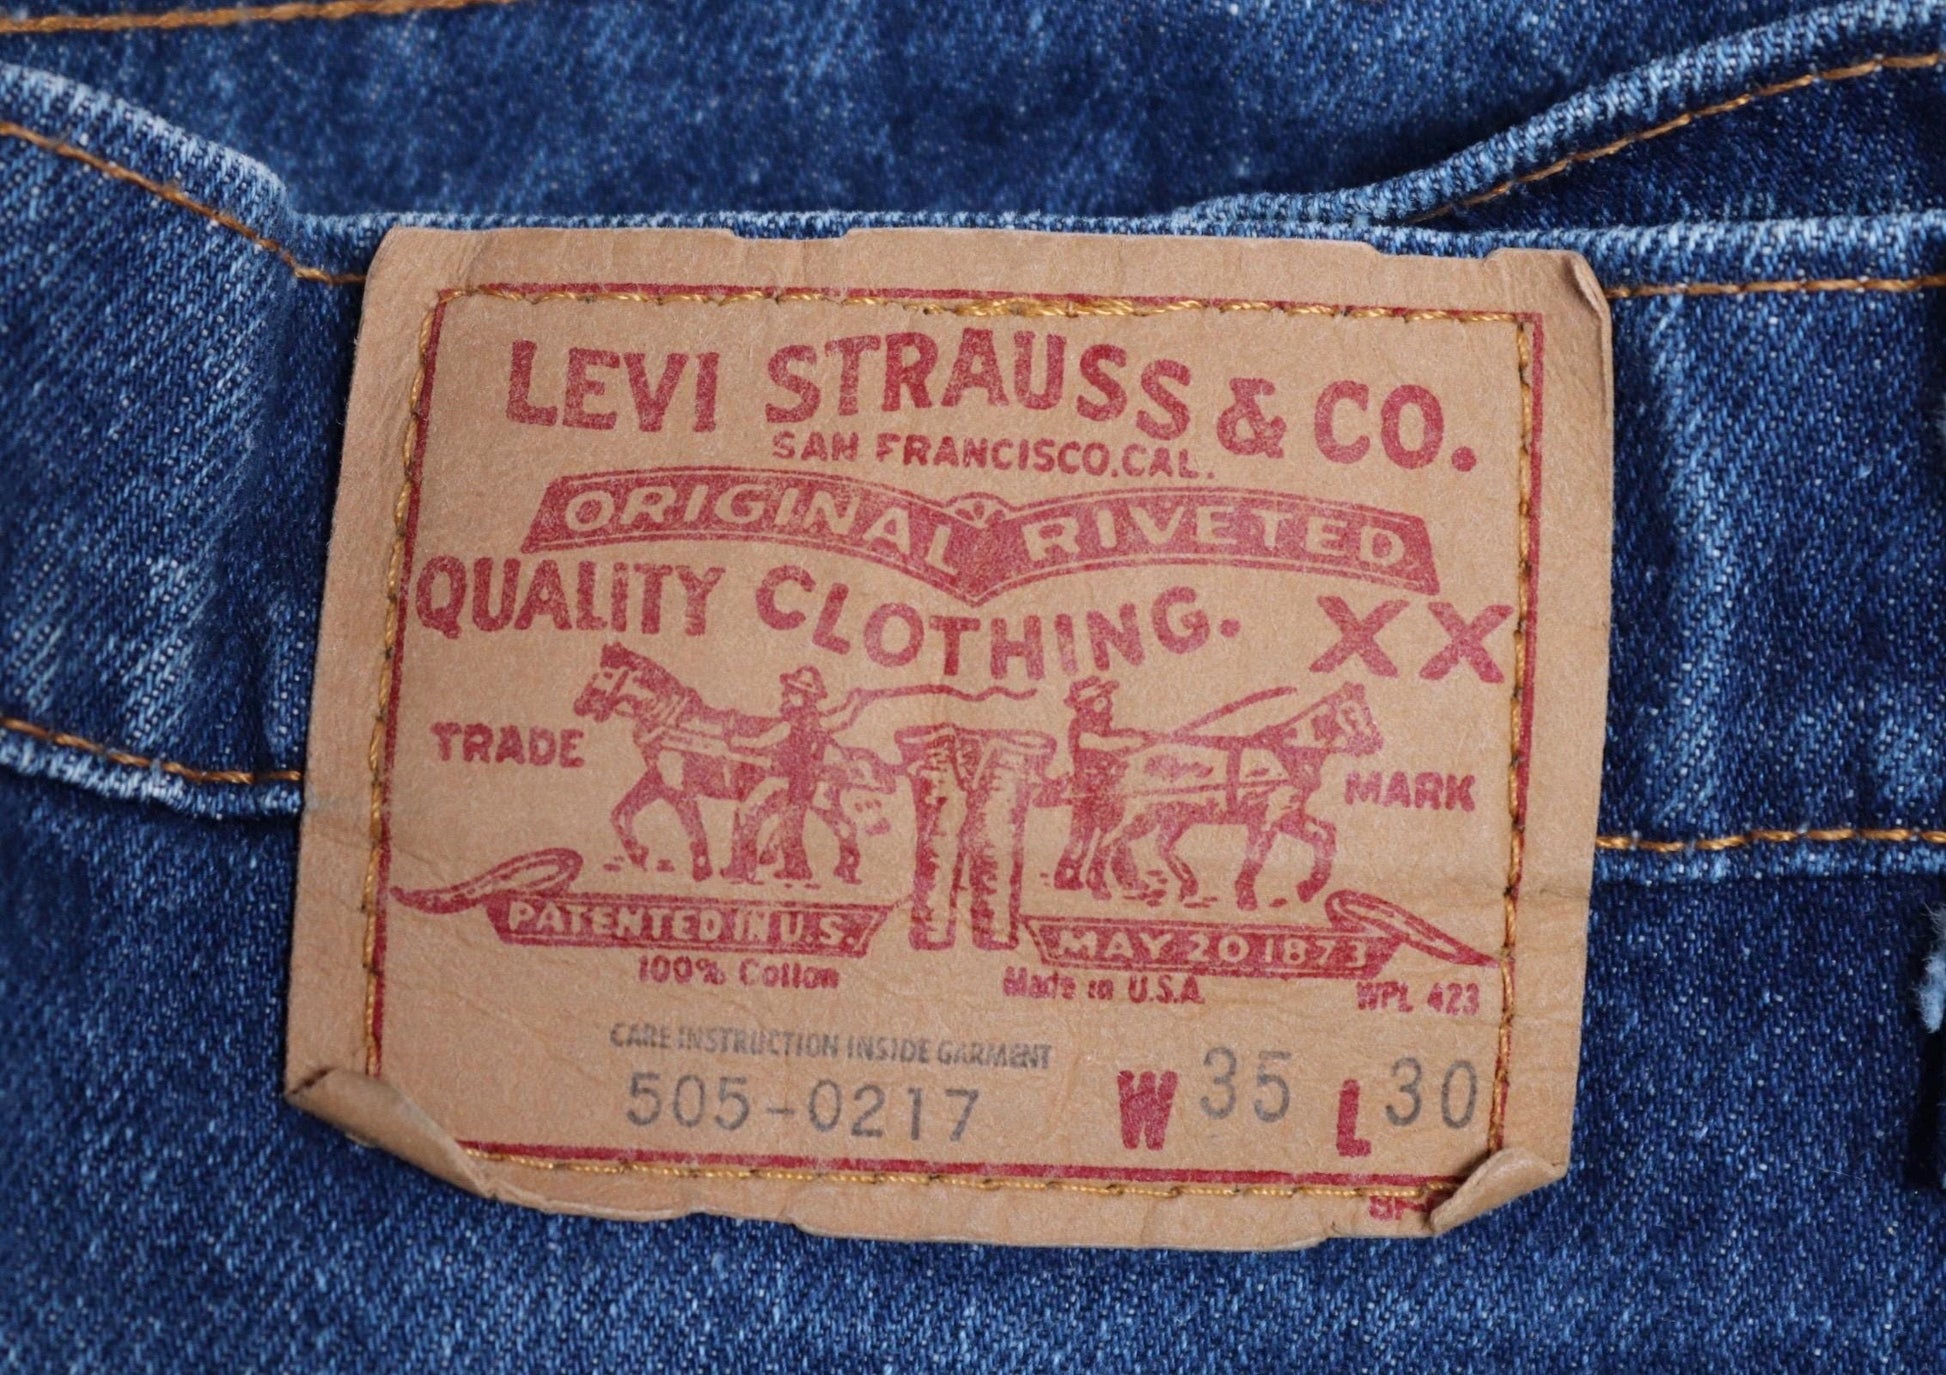 LEVI STRAUSS & CO.
SAN FRANCISCO, CAL.
ORIGINAL RIVETED
QUALITY CLOTHING. XX
TRADE MARK
PATENTED IN U.S. MAY 20 1873
100% Cotton Made in U.S.A. WPL 423
CARE INSTRUCTION INSIDE GARMENT
505-0217 W 35 L 30